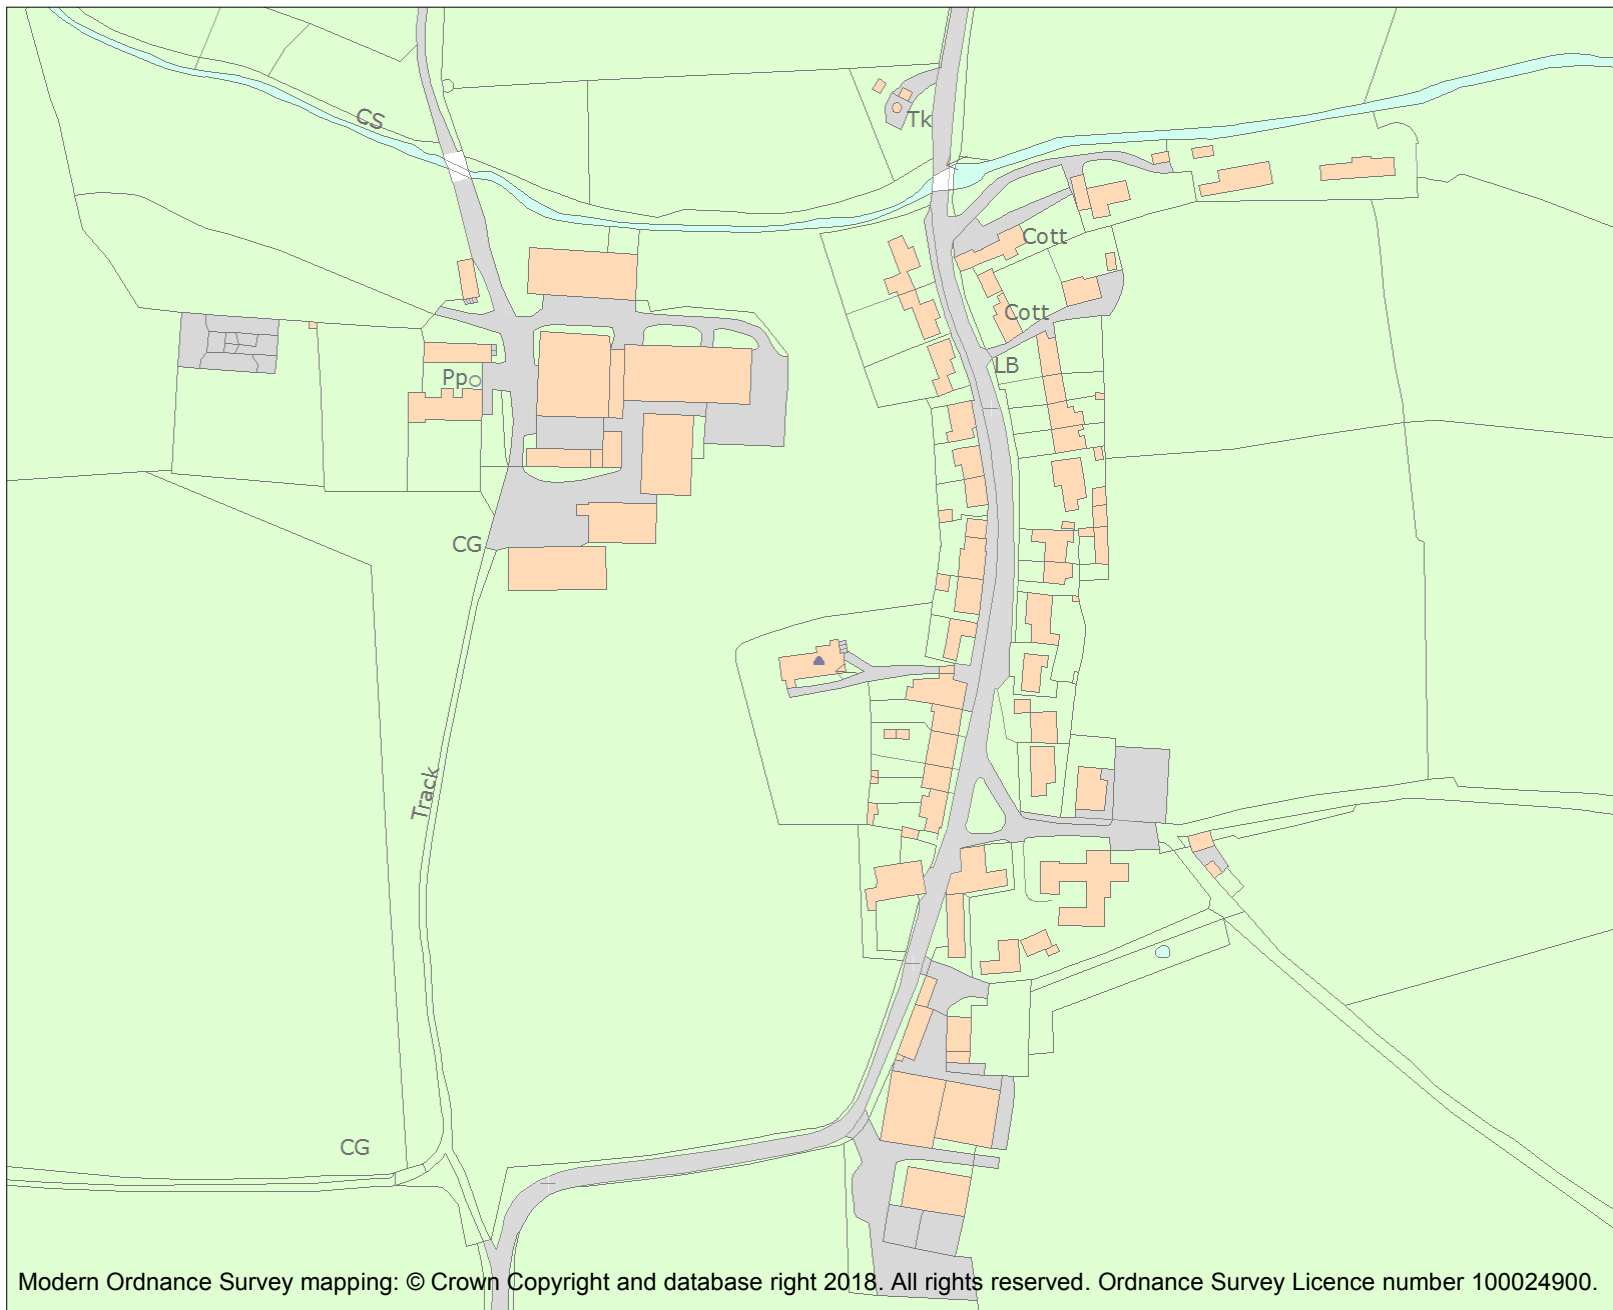 CS
Tk
Cott
Cott
LB
Pp
CG
Track
CG
Modern Ordnance Survey mapping: © Crown Copyright and database right 2018. All rights reserved. Ordnance Survey Licence number 100024900.